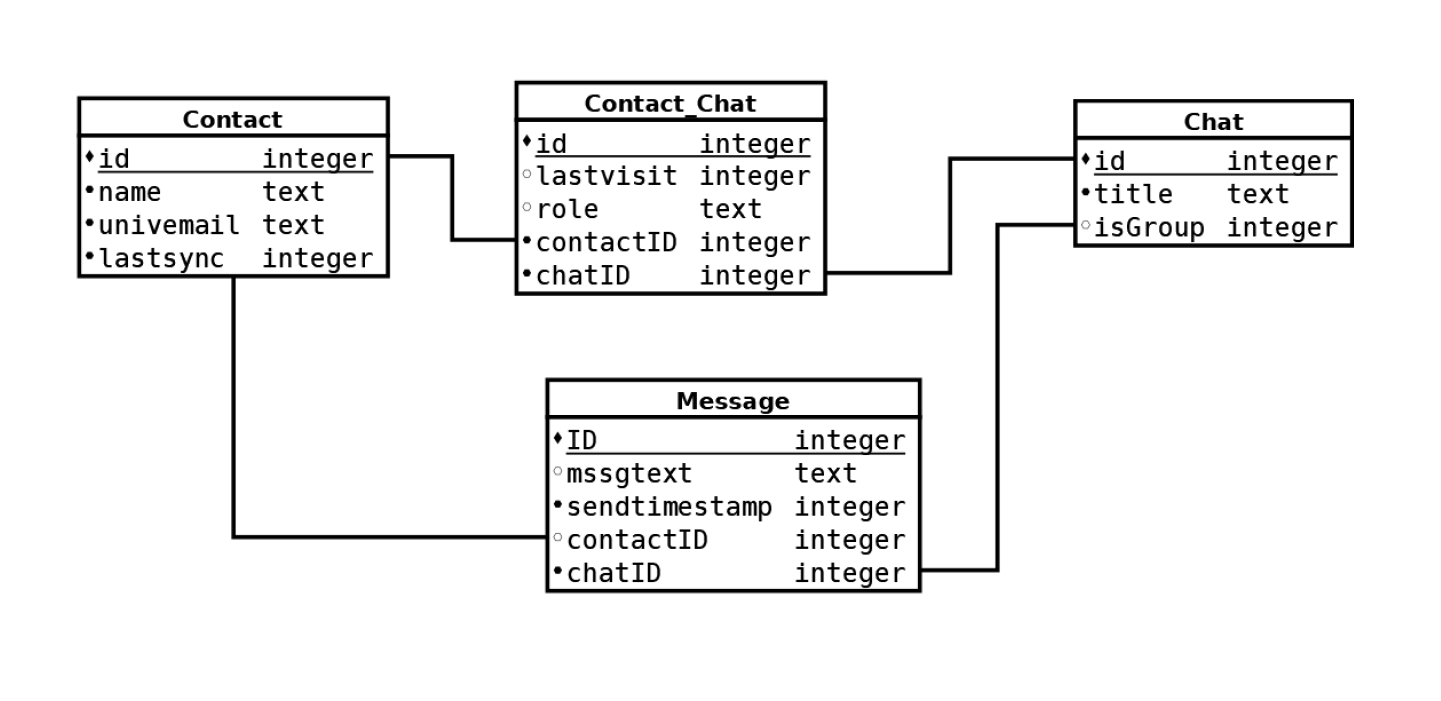 Contact
id integer
name text
univemail text
lastsync integer
Contact_Chat
id integer
lastvisit integer
role text
contactID integer
chatID integer
Chat
id integer
title text
isGroup integer
Message
ID integer
mssgtext text
sendtimestamp integer
contactID integer
chatID integer